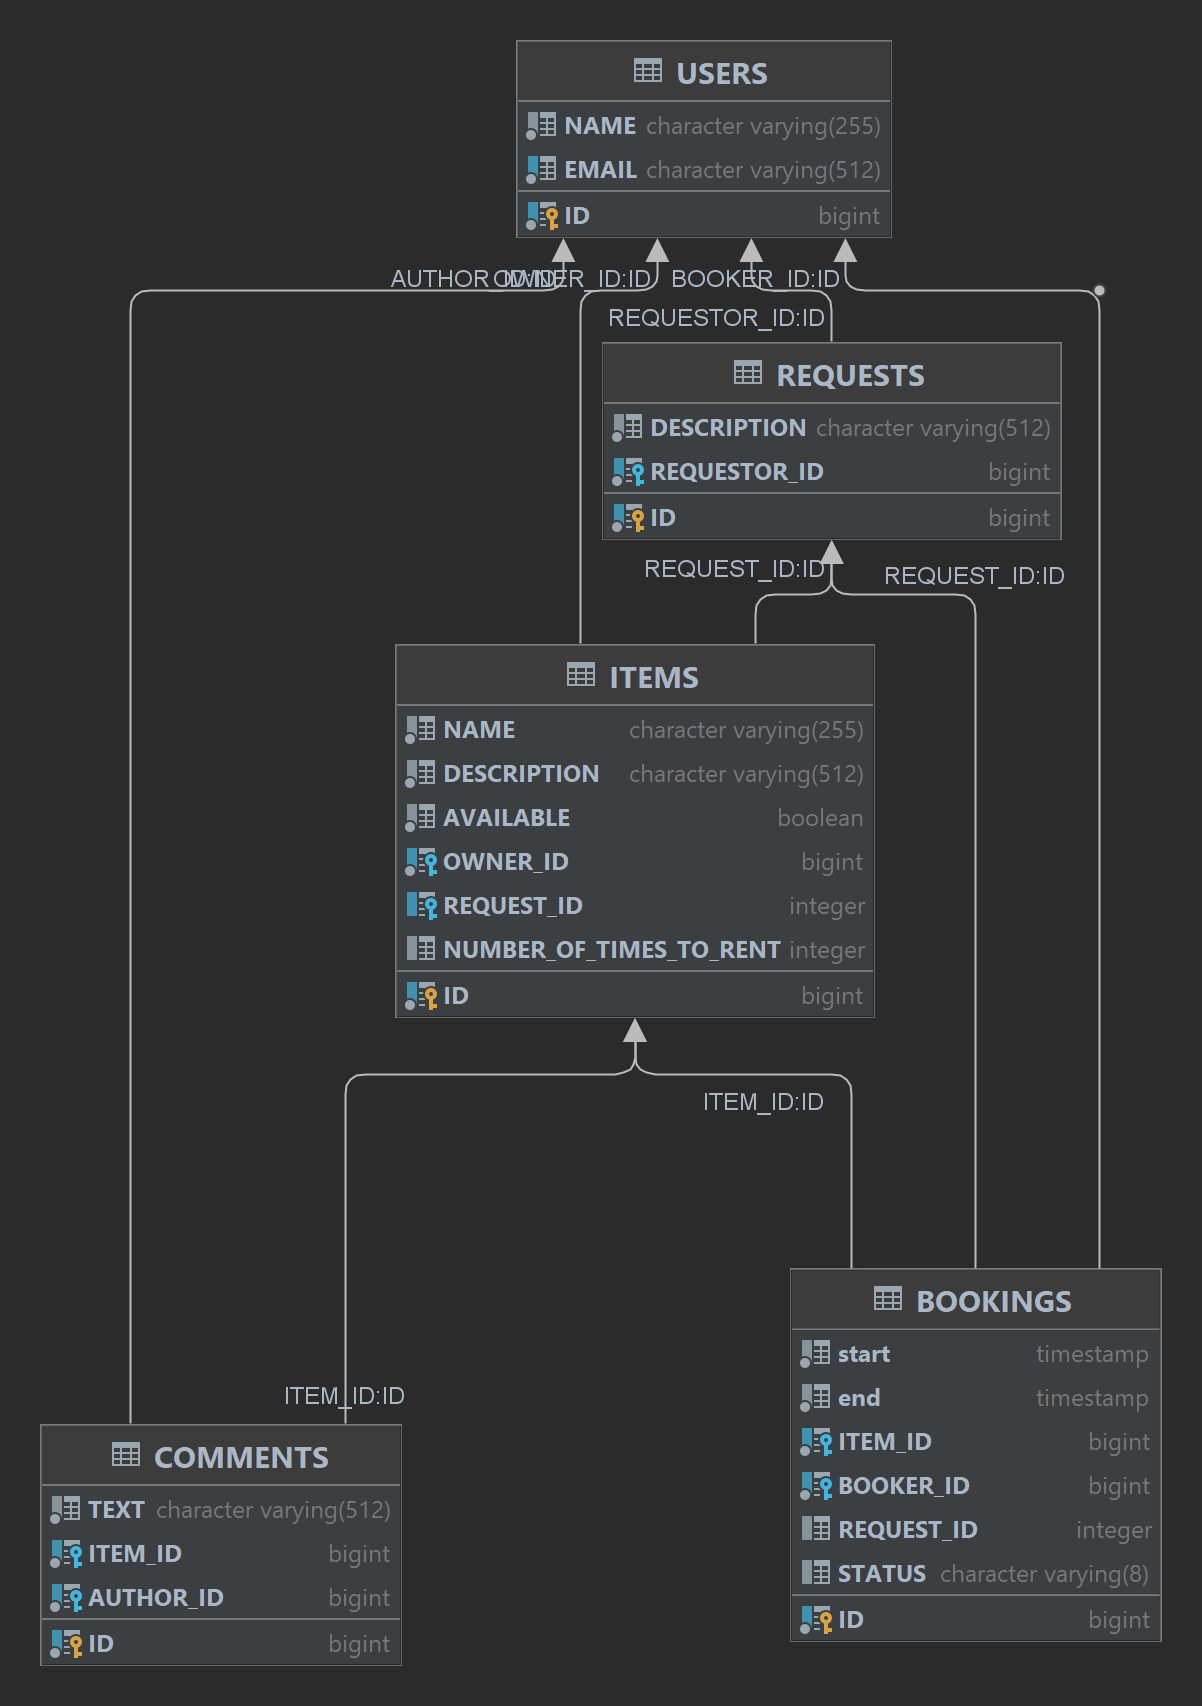 USERS
NAME character varying(255)
EMAIL character varying(512)
ID bigint
AUTHOR_ID:ID
OWNER_ID:ID
BOOKER_ID:ID
REQUESTOR_ID:ID
REQUESTS
DESCRIPTION character varying(512)
REQUESTOR_ID bigint
ID bigint
REQUEST_ID:ID
REQUEST_ID:ID
ITEMS
NAME character varying(255)
DESCRIPTION character varying(512)
AVAILABLE boolean
OWNER_ID bigint
REQUEST_ID integer
NUMBER_OF_TIMES_TO_RENT integer
ID bigint
ITEM_ID:ID
BOOKINGS
start timestamp
end timestamp
ITEM_ID bigint
BOOKER_ID bigint
REQUEST_ID integer
STATUS character varying(8)
ID bigint
ITEM_ID:ID
COMMENTS
TEXT character varying(512)
ITEM_ID bigint
AUTHOR_ID bigint
ID bigint